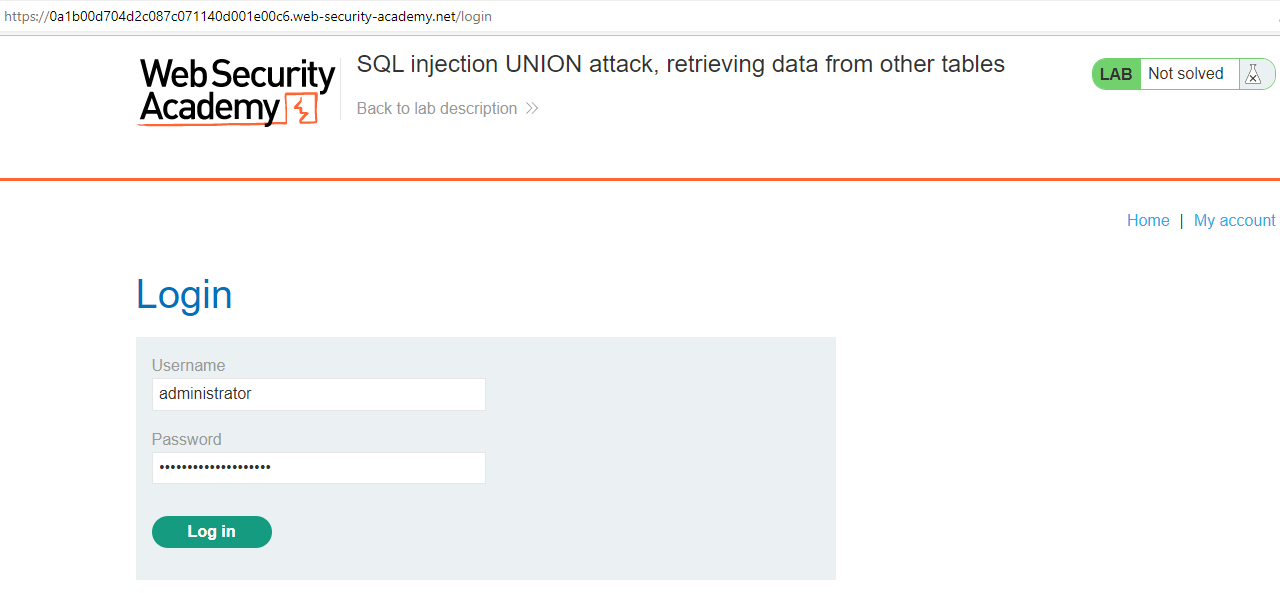 https://0a1b00d704d2c087c071140d001e00c6.web-security-academy.net/login
Web Security
Academy
SQL injection UNION attack, retrieving data from other tables
Back to lab description
LAB Not solved
Home | My account
Login
Username
administrator
Password
••••••••••••••••••••
Log in